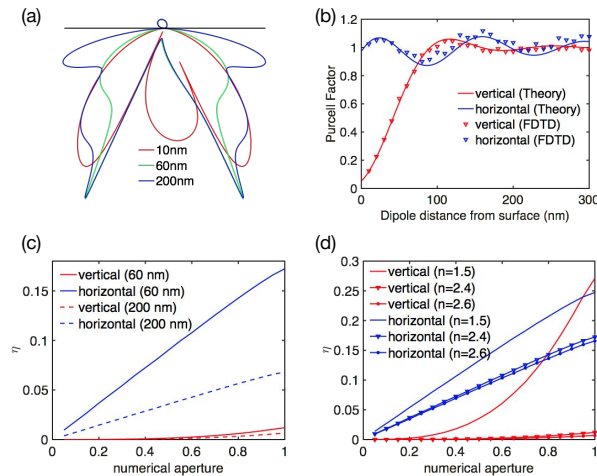 (a)
10nm
60nm
200nm
(b)
1.2
1
0.8
0.6
0.4
0.2
0
Purcell Factor
vertical (Theory)
horizontal (Theory)
vertical (FDTD)
horizontal (FDTD)
0 50 100 150 200 250 300
Dipole distance from surface (nm)
(c)
0.15
0.1
0.05
0
η
vertical (60 nm)
horizontal (60 nm)
vertical (200 nm)
horizontal (200 nm)
0 0.2 0.4 0.6 0.8 1
numerical aperture
(d)
0.3
0.25
0.2
0.15
0.1
0.05
0
η
vertical (n=1.5)
vertical (n=2.4)
vertical (n=2.6)
horizontal (n=1.5)
horizontal (n=2.4)
horizontal (n=2.6)
0 0.2 0.4 0.6 0.8 1
numerical aperture